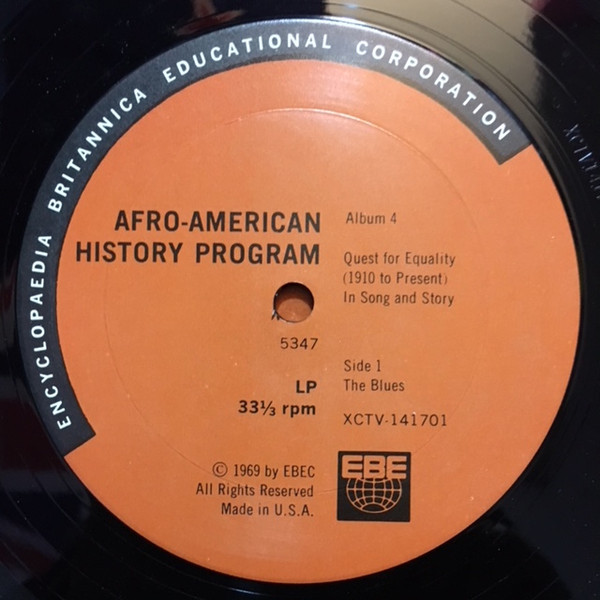 ENCYCLOPAEDIA BRITANNICA EDUCATIONAL CORPORATION
AFRO-AMERICAN
HISTORY PROGRAM
Album 4
Quest for Equality
(1910 to Present)
In Song and Story
5347
Side 1
The Blues
LP
33⅓ rpm
XCTV-141701
© 1969 by EBEC
All Rights Reserved
Made in U.S.A.
EBE